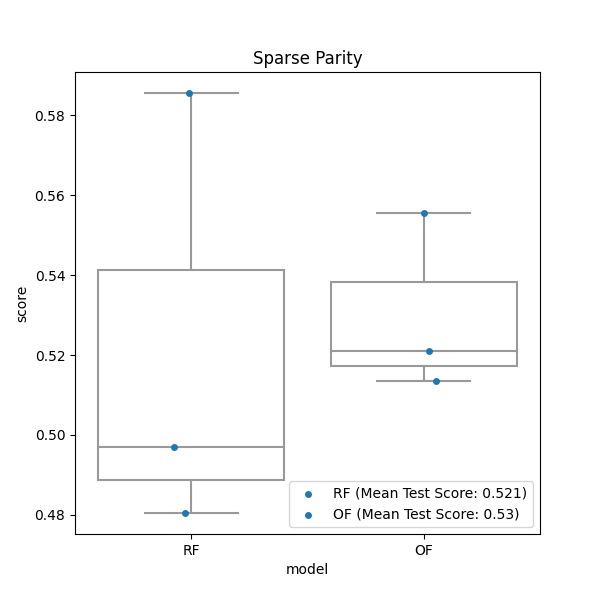 Sparse Parity
0.58
0.56
0.54
0.52
0.50
0.48
score
RF (Mean Test Score: 0.521)
OF (Mean Test Score: 0.53)
RF
OF
model